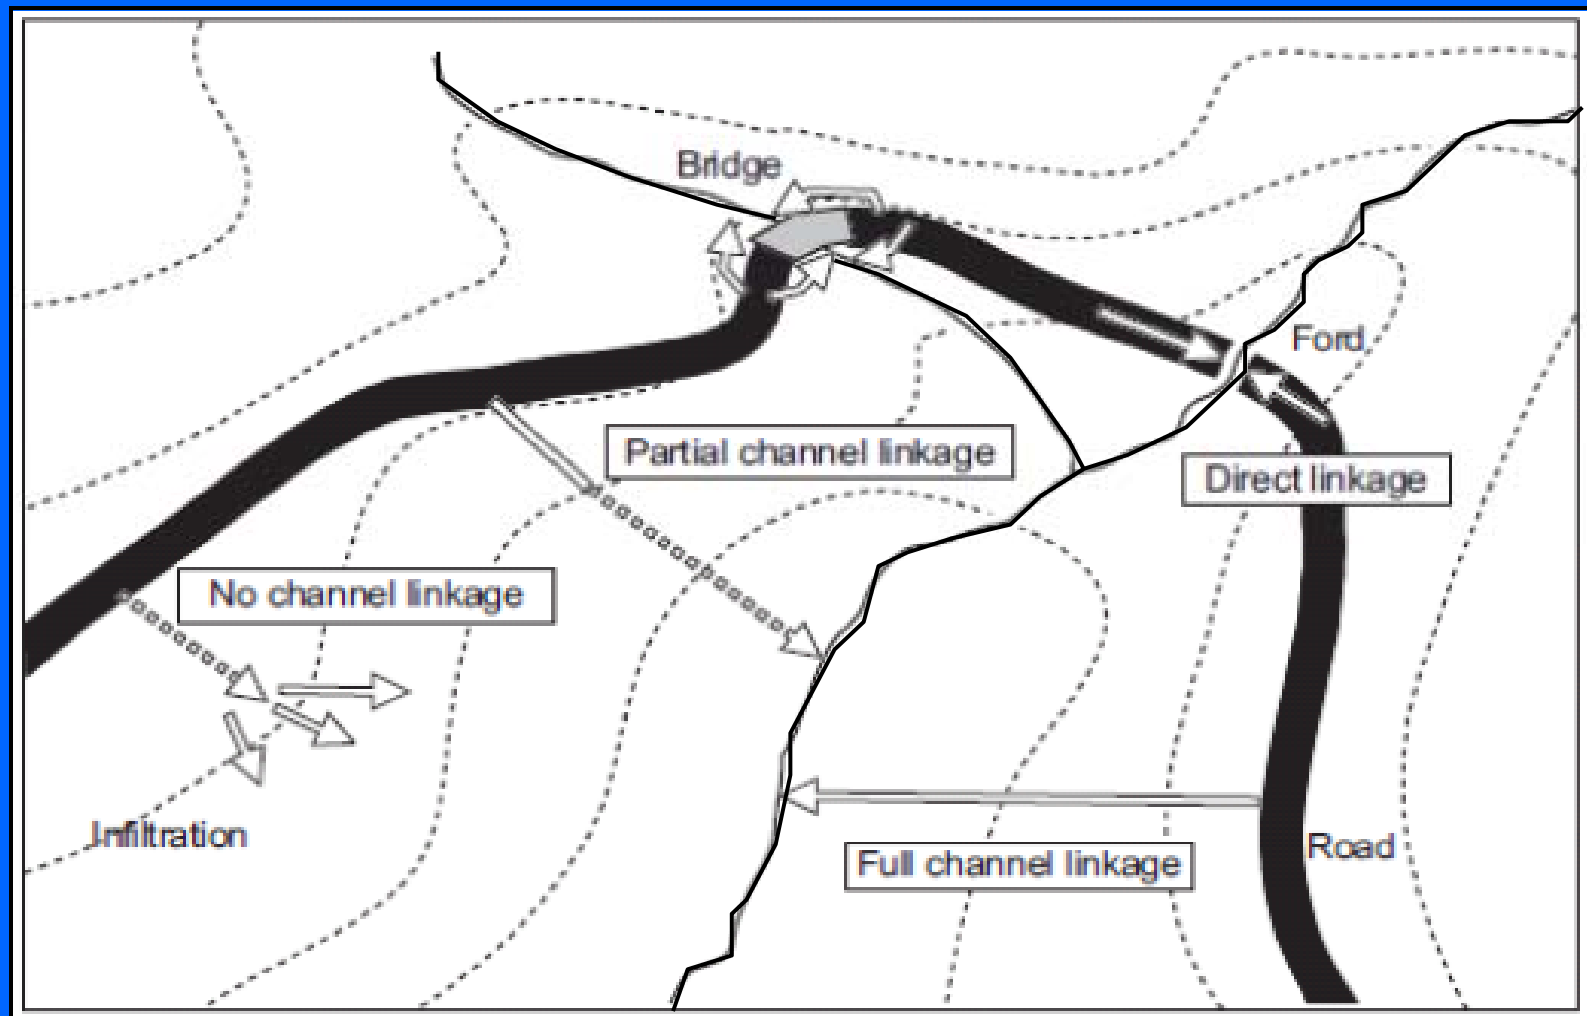 Bridge
Ford
Partial channel linkage
Direct linkage
No channel linkage
Infiltration
Road
Full channel linkage